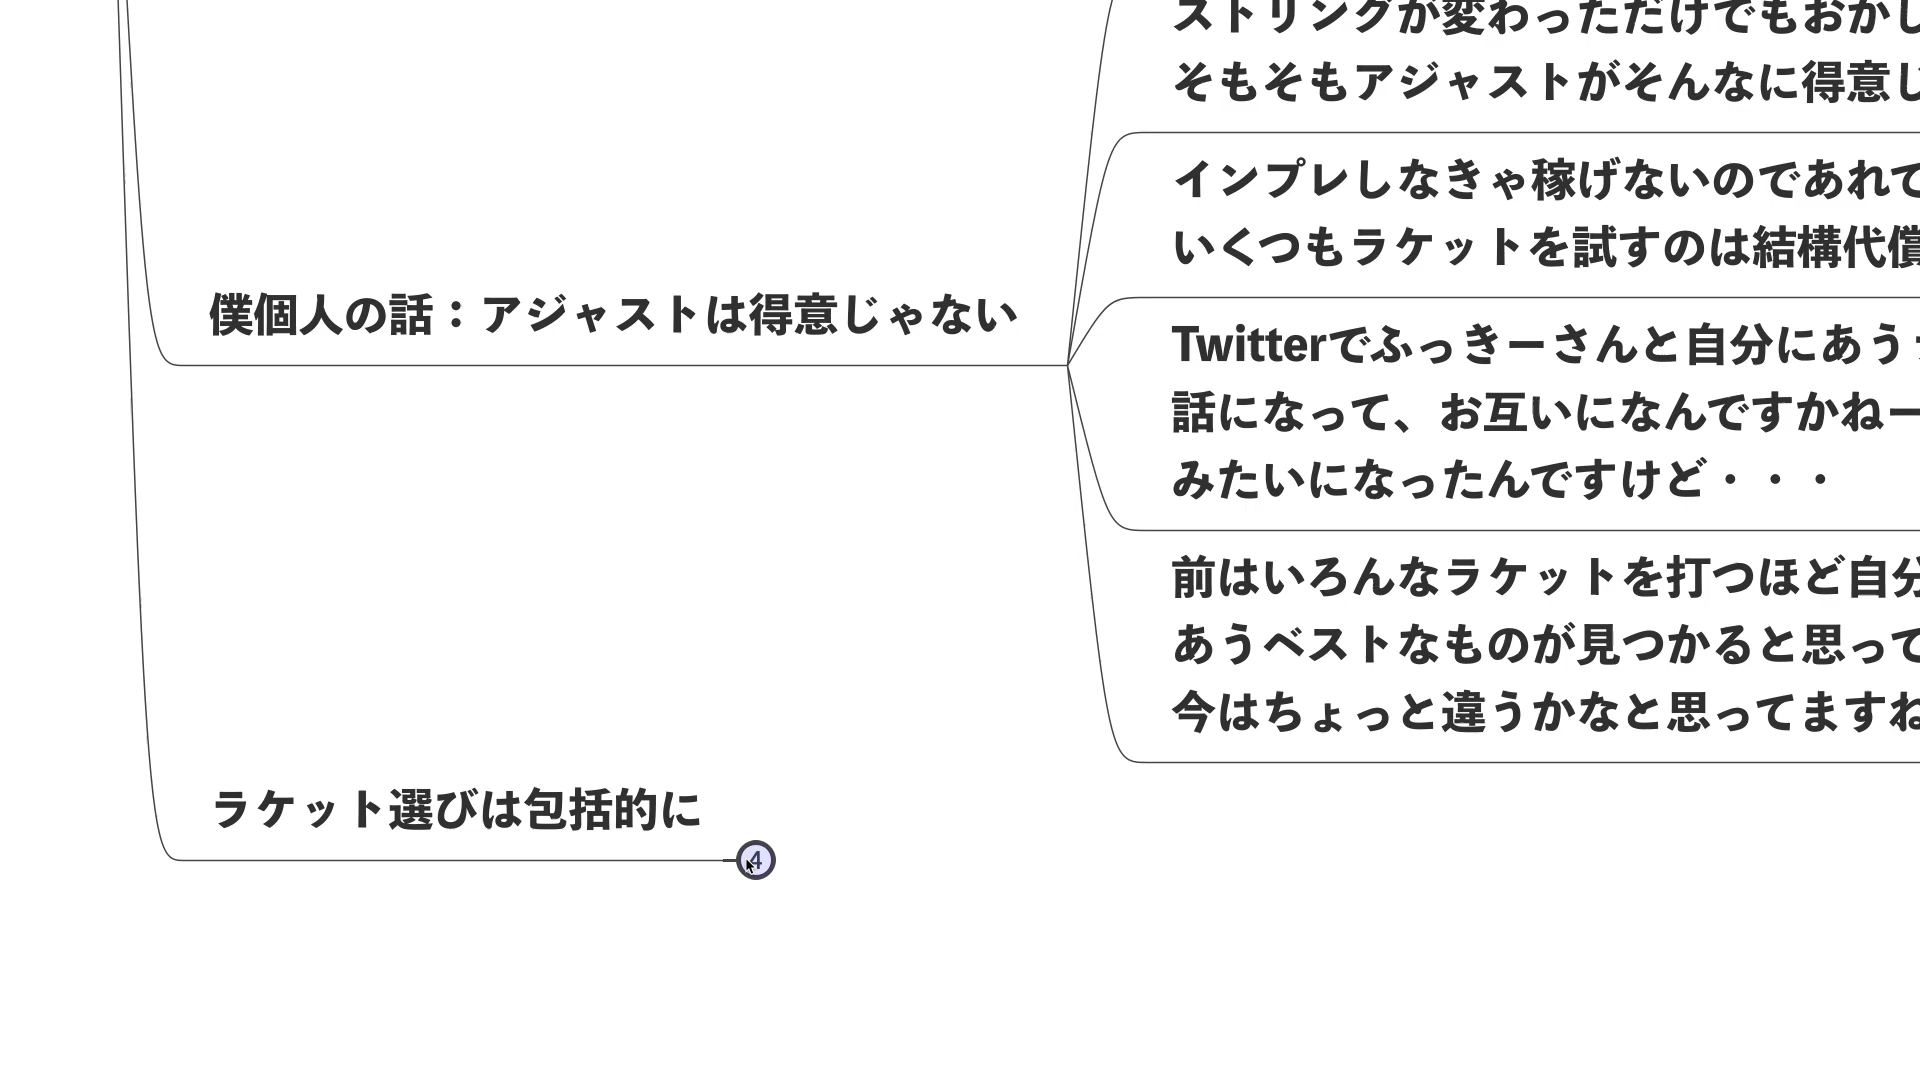 ストリングが変わっただけでもおかし
そもそもアジャストがそんなに得意じ
インプレしなきゃ稼げないのであれて
いくつもラケットを試すのは結構代償
僕個人の話：アジャストは得意じゃない
Twitterでふっきーさんと自分にあう
話になって、お互いになんですかねー
みたいになったんですけど・・・
前はいろんなラケットを打つほど自分
あうベストなものが見つかると思って
今はちょっと違うかなと思ってますね
ラケット選びは包括的に
4